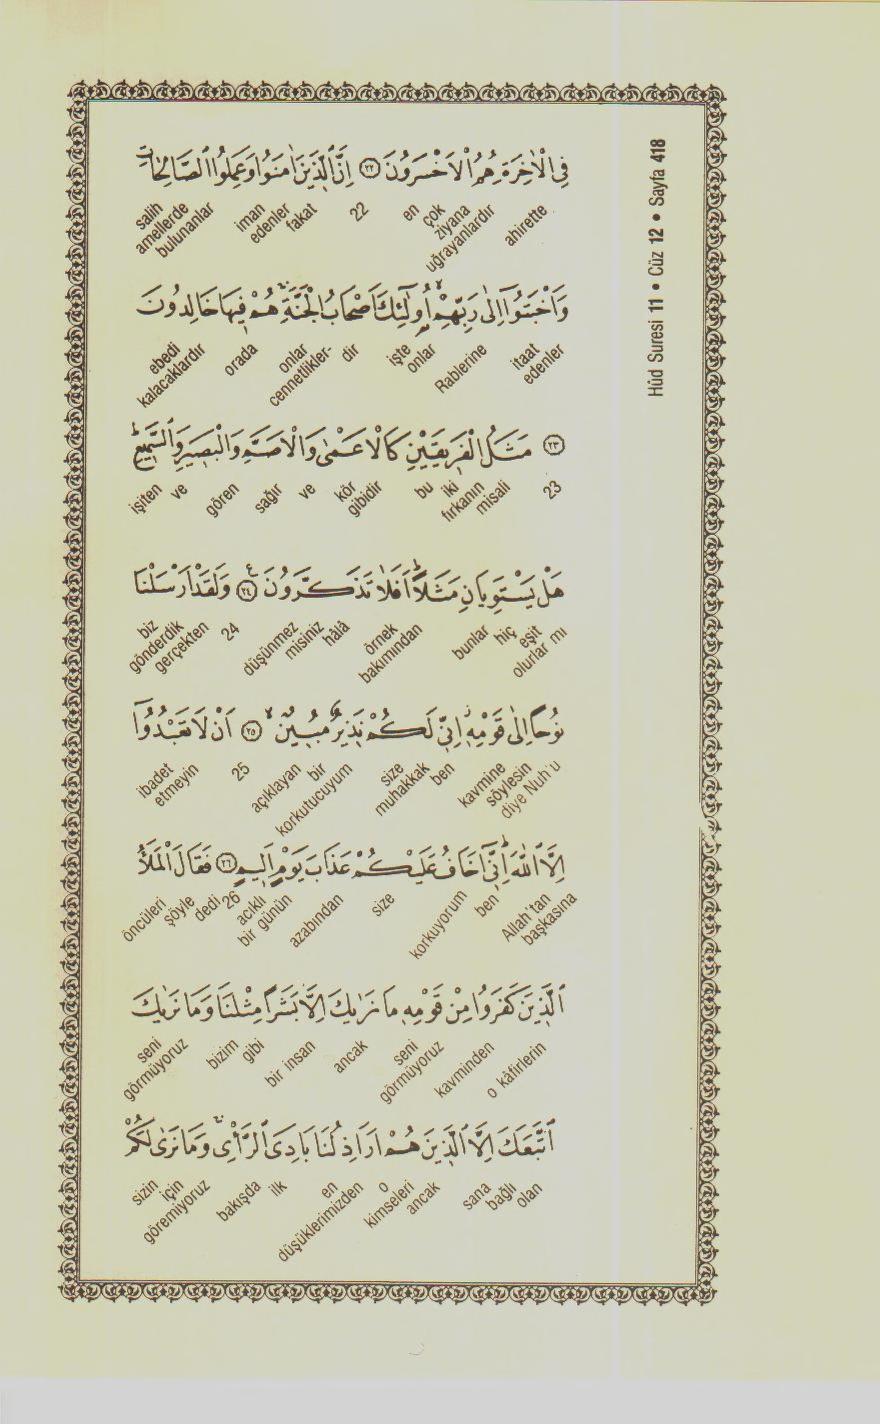 Hûd Suresi 11 • Cüz 12 • Sayfa 418
فِي الْاٰخِرَةِ هُمُ الْاَخْسَرُونَ ﴿٢٢﴾ اِنَّ الَّذِينَ اٰمَنُوا وَعَمِلُوا الصَّالِحَاتِ
ahirette en çok ziyana uğrayanlardır 22 fakat iman edenler salih amellerde bulunanlar
وَاَخْبَتُٓوا اِلٰى رَبِّهِمْۙ اُو۬لٰٓئِكَ اَصْحَابُ الْجَنَّةِۚ هُمْ فِيهَا خَالِدُونَ
itaat edenler Rablerine işte onlar onlar cennetlikler-dir orada ebedi kalacaklardır
﴿٢٣﴾ مَثَلُ الْفَرِيقَيْنِ كَالْاَعْمٰى وَالْاَصَمِّ وَالْبَصِيرِ وَالسَّمِيعِۜ
23 bu iki fırkanın misali kör gibidir ve sağır gören ve işiten
هَلْ يَسْتَوِيَانِ مَثَلًاۜ اَفَلَا تَذَكَّرُونَ ﴿٢٤﴾ وَلَقَدْ اَرْسَلْنَا
bunlar hiç eşit olurlar mı örnek bakımından hâlâ düşünmez misiniz 24 biz gönderdik gerçekten
نُوحًا اِلٰى قَوْمِهِۘ اِنِّي لَكُمْ نَذِيرٌ مُبِينٌۙ ﴿٢٥﴾ اَنْ لَا تَعْبُدُٓوا
kavmine söylesin diye Nuh'u ben size muhakkak açıklayan bir korkutucuyum 25 ibadet etmeyin
اِلَّا اللّٰهَۜ اِنِّٓي اَخَافُ عَلَيْكُمْ عَذَابَ يَوْمٍ اَلِيمٍ ﴿٢٦﴾ فَقَالَ الْمَلَأُ
Allah'tan başkasına ben korkuyorum size azabından acıklı bir günün 26 şöyle dedi öncüleri
الَّذِينَ كَفَرُوا مِنْ قَوْمِهِ مَا نَرٰيكَ اِلَّا بَشَرًا مِثْلَنَا وَمَا نَرٰيكَ
o kâfirlerin kavminden seni görmüyoruz ancak bir insan bizim gibi seni görmüyoruz
اتَّبَعَكَ اِلَّا الَّذِينَ هُمْ اَرَاذِلُنَا بَادِيَ الرَّأْيِۚ وَمَا نَرٰى لَكُمْ
sana bağlı olan ancak o kimseleri en düşüklerimizden ilk bakışda sizin için göremiyoruz